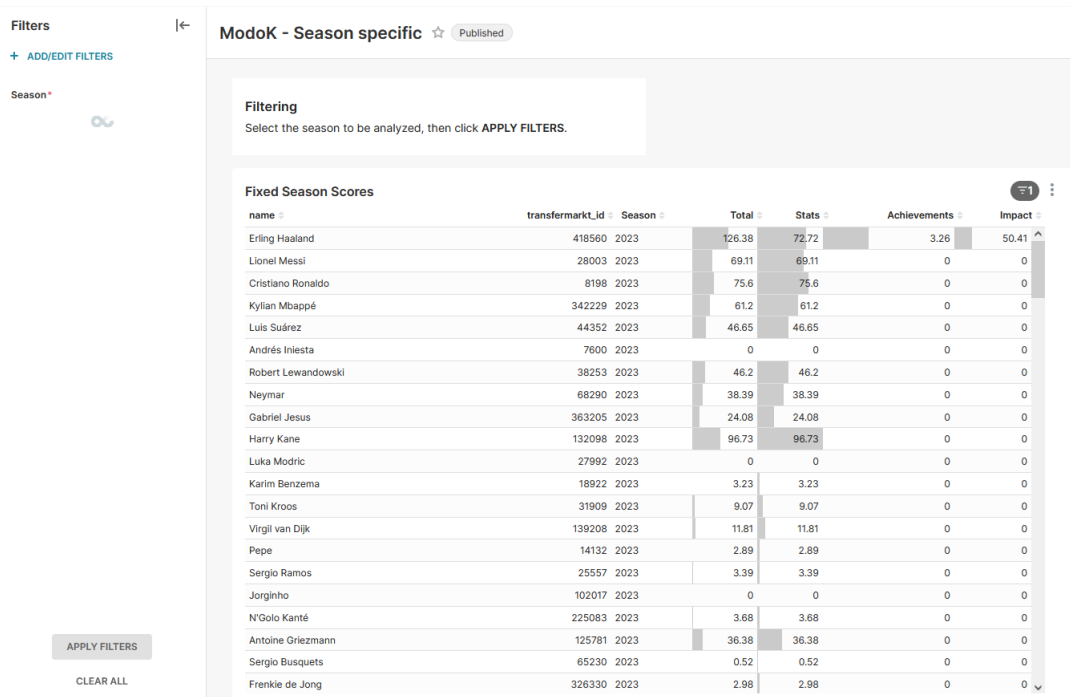 Filters
+ ADD/EDIT FILTERS
Season*
APPLY FILTERS
CLEAR ALL
ModoK - Season specific Published
Filtering
Select the season to be analyzed, then click APPLY FILTERS.
Fixed Season Scores 1
name transfermarkt_id Season Total Stats Achievements Impact
Erling Haaland 418560 2023 126.38 72.72 3.26 50.41
Lionel Messi 28003 2023 69.11 69.11 0 0
Cristiano Ronaldo 8198 2023 75.6 75.6 0 0
Kylian Mbappé 342229 2023 61.2 61.2 0 0
Luis Suárez 44352 2023 46.65 46.65 0 0
Andrés Iniesta 7600 2023 0 0 0 0
Robert Lewandowski 38253 2023 46.2 46.2 0 0
Neymar 68290 2023 38.39 38.39 0 0
Gabriel Jesus 363205 2023 24.08 24.08 0 0
Harry Kane 132098 2023 96.73 96.73 0 0
Luka Modric 27992 2023 0 0 0 0
Karim Benzema 18922 2023 3.23 3.23 0 0
Toni Kroos 31909 2023 9.07 9.07 0 0
Virgil van Dijk 139208 2023 11.81 11.81 0 0
Pepe 14132 2023 2.89 2.89 0 0
Sergio Ramos 25557 2023 3.39 3.39 0 0
Jorginho 102017 2023 0 0 0 0
N'Golo Kanté 225083 2023 3.68 3.68 0 0
Antoine Griezmann 125781 2023 36.38 36.38 0 0
Sergio Busquets 65230 2023 0.52 0.52 0 0
Frenkie de Jong 326330 2023 2.98 2.98 0 0